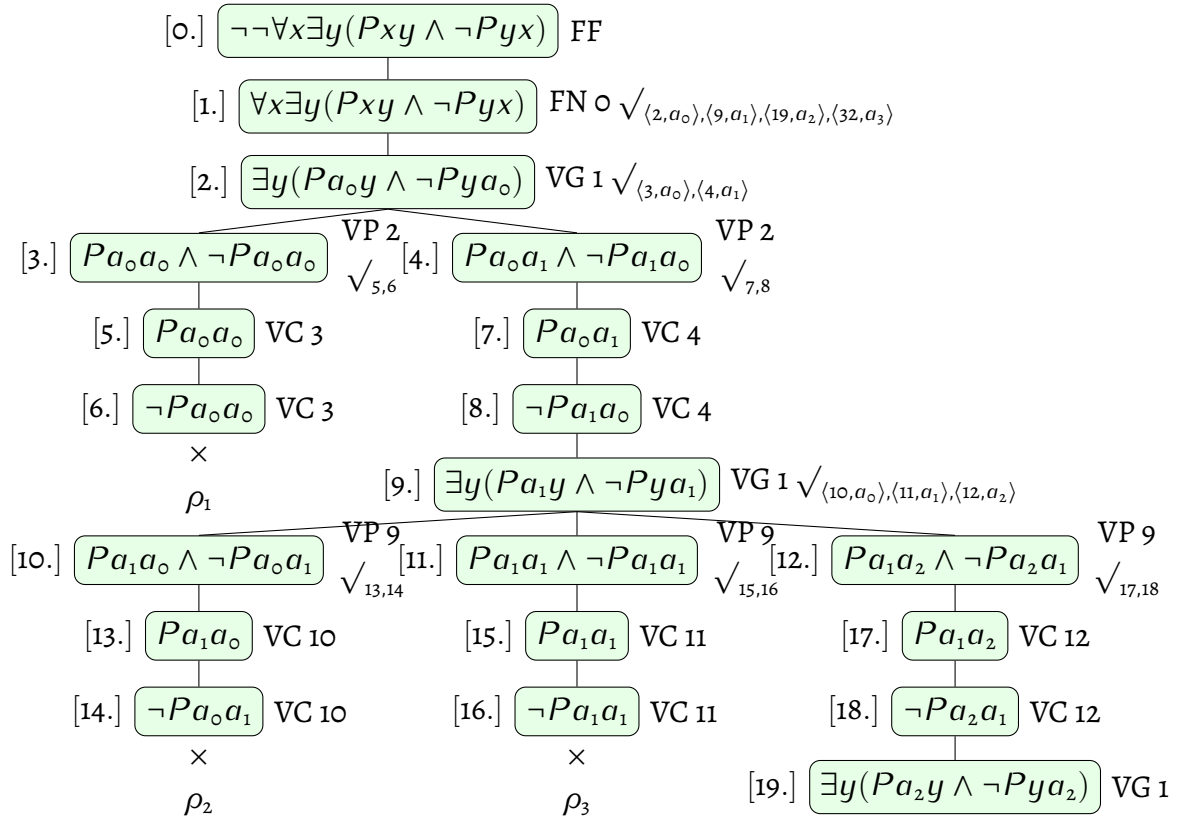 [0.] ¬¬∀x∃y(Pxy ∧ ¬Pyx) FF
[1.] ∀x∃y(Pxy ∧ ¬Pyx) FN 0 √⟨2,a₀⟩,⟨9,a₁⟩,⟨19,a₂⟩,⟨32,a₃⟩
[2.] ∃y(Pa₀y ∧ ¬Pya₀) VG 1 √⟨3,a₀⟩,⟨4,a₁⟩
[3.] Pa₀a₀ ∧ ¬Pa₀a₀ VP 2 √₅,₆ [4.] Pa₀a₁ ∧ ¬Pa₁a₀ VP 2 √₇,₈
[5.] Pa₀a₀ VC 3 [7.] Pa₀a₁ VC 4
[6.] ¬Pa₀a₀ VC 3 [8.] ¬Pa₁a₀ VC 4
×
ρ₁ [9.] ∃y(Pa₁y ∧ ¬Pya₁) VG 1 √⟨10,a₀⟩,⟨11,a₁⟩,⟨12,a₂⟩
[10.] Pa₁a₀ ∧ ¬Pa₀a₁ VP 9 √₁₃,₁₄ [11.] Pa₁a₁ ∧ ¬Pa₁a₁ VP 9 √₁₅,₁₆ [12.] Pa₁a₂ ∧ ¬Pa₂a₁ VP 9 √₁₇,₁₈
[13.] Pa₁a₀ VC 10 [15.] Pa₁a₁ VC 11 [17.] Pa₁a₂ VC 12
[14.] ¬Pa₀a₁ VC 10 [16.] ¬Pa₁a₁ VC 11 [18.] ¬Pa₂a₁ VC 12
× ×
ρ₂ ρ₃ [19.] ∃y(Pa₂y ∧ ¬Pya₂) VG 1